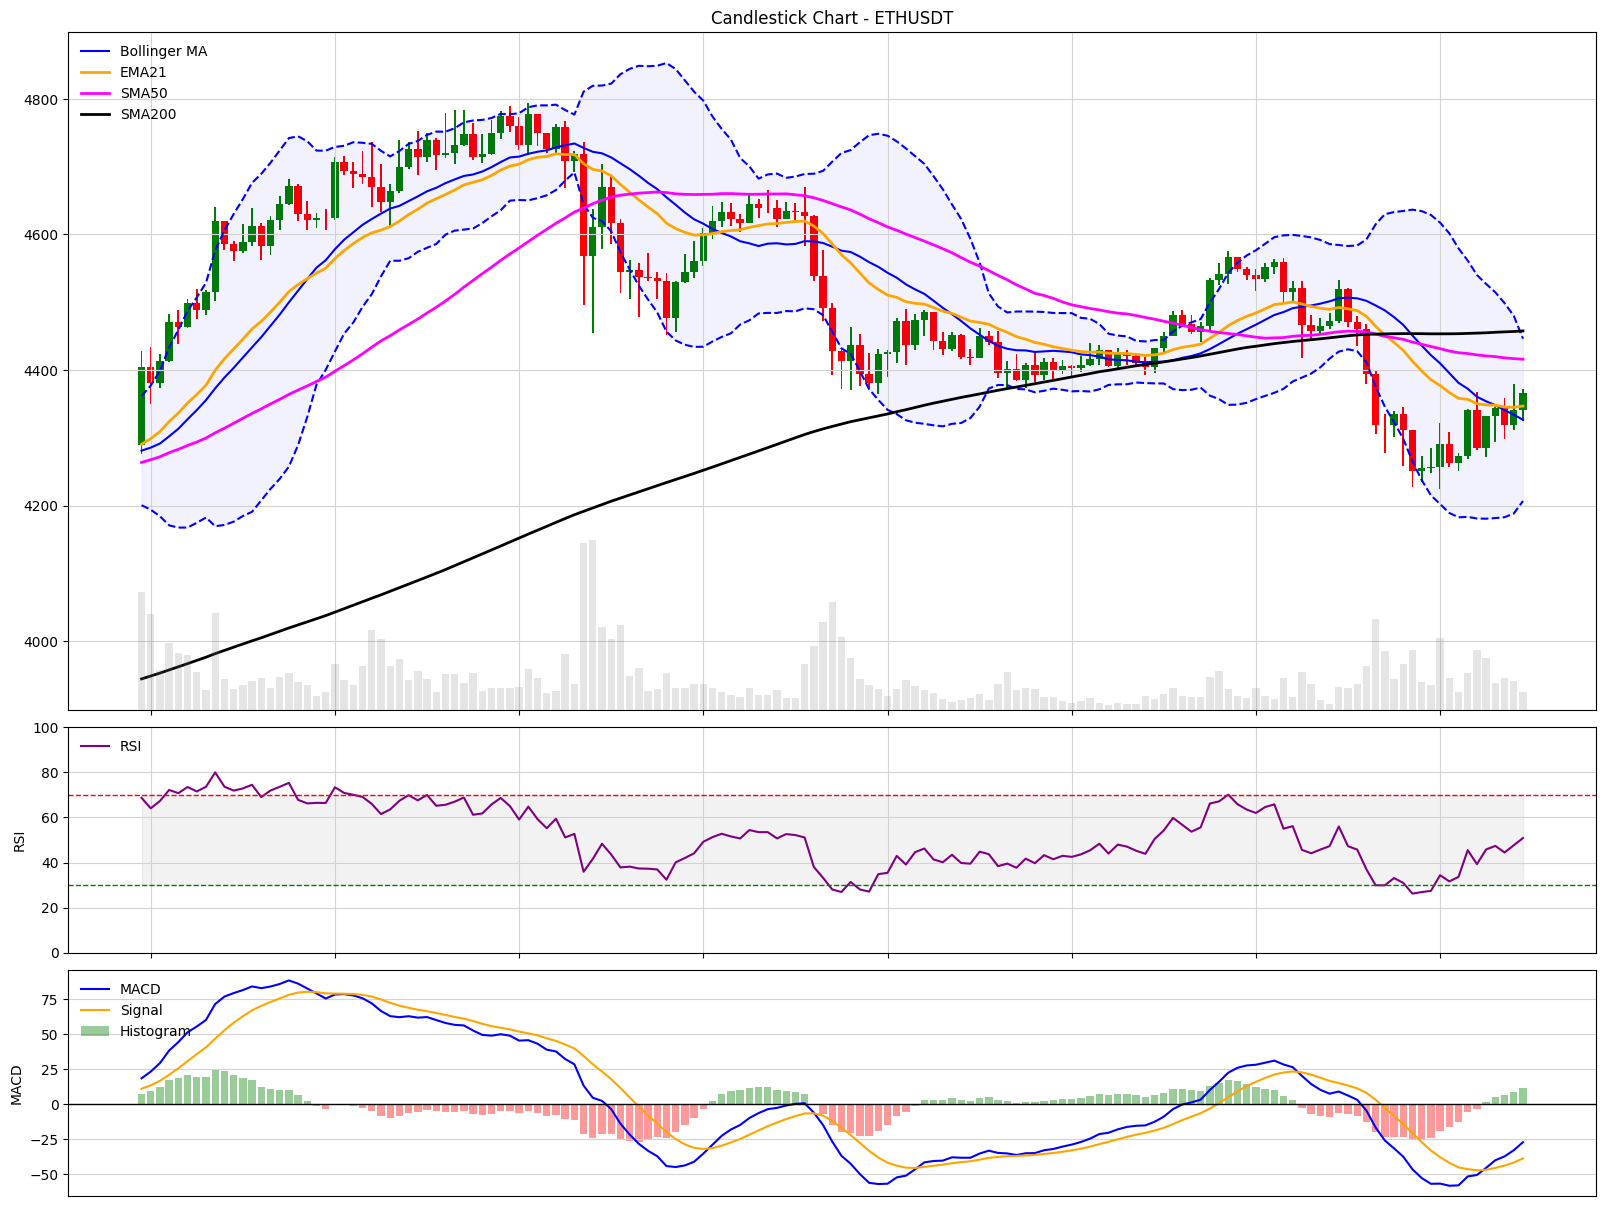 Candlestick Chart - ETHUSDT
Bollinger MA
EMA21
SMA50
SMA200
4800
4600
4400
4200
4000
100
80
60
40
20
0
RSI
RSI
75
50
25
0
−25
−50
MACD
MACD
Signal
Histogram